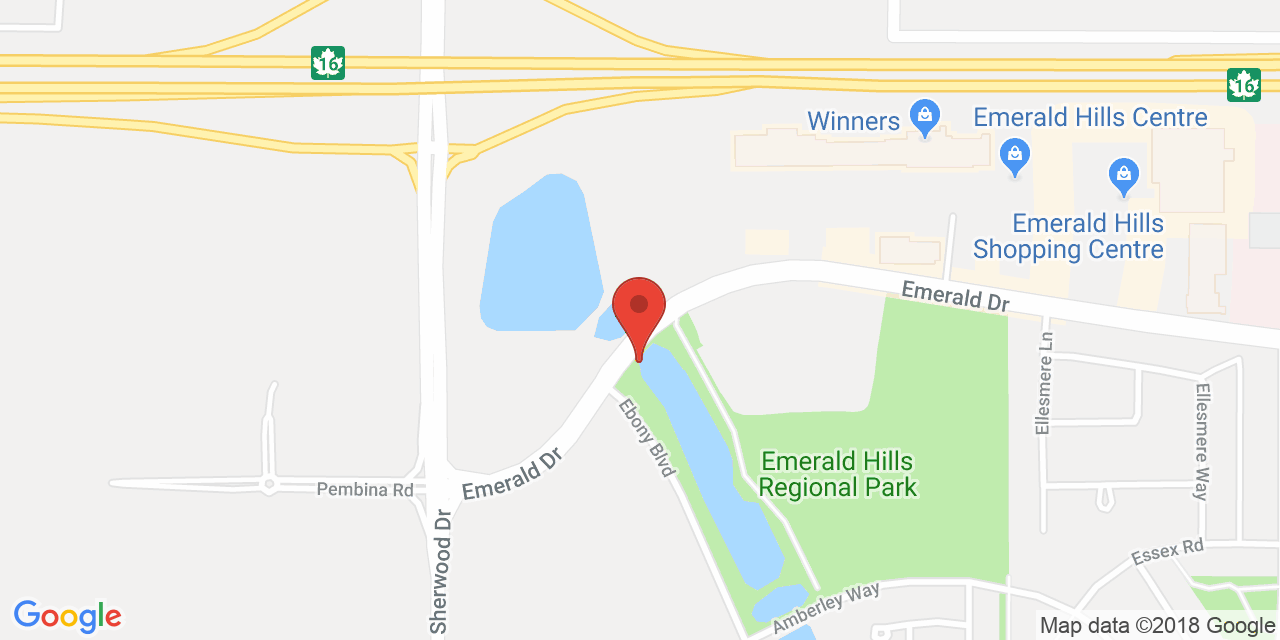 16
16
Winners
Emerald Hills Centre
Emerald Hills
Shopping Centre
Emerald Dr
Ellesmere Ln
Ellesmere Way
Ebony Blvd
Emerald Hills
Regional Park
Emerald Dr
Pembina Rd
Sherwood Dr
Essex Rd
Amberley Way
Google
Map data ©2018 Google